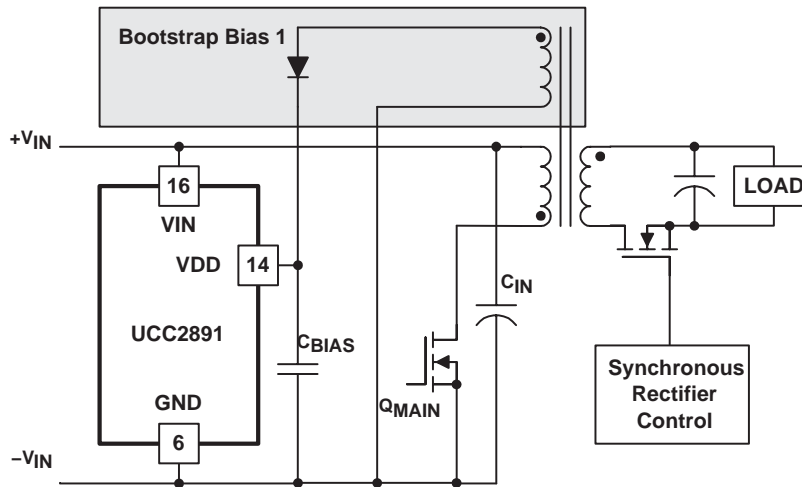 Bootstrap Bias 1
+VIN
16
VIN
LOAD
VDD
14
CIN
UCC2891
CBIAS
Synchronous
Rectifier
Control
GND
QMAIN
6
−VIN